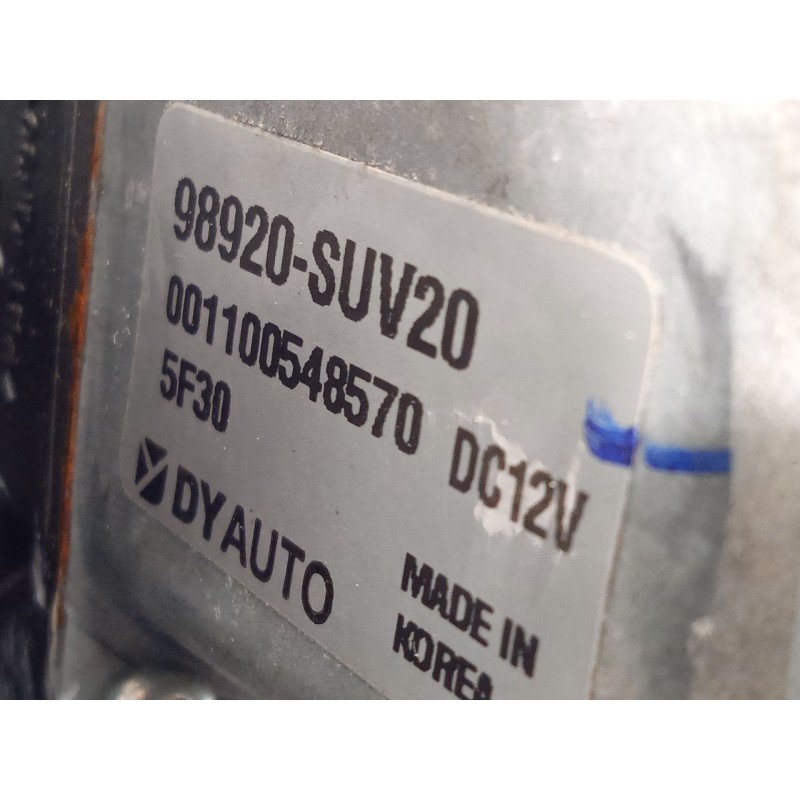 98920-SUV20
001100548570 DC12V
5F30
DYAUTO
MADE IN
KOREA